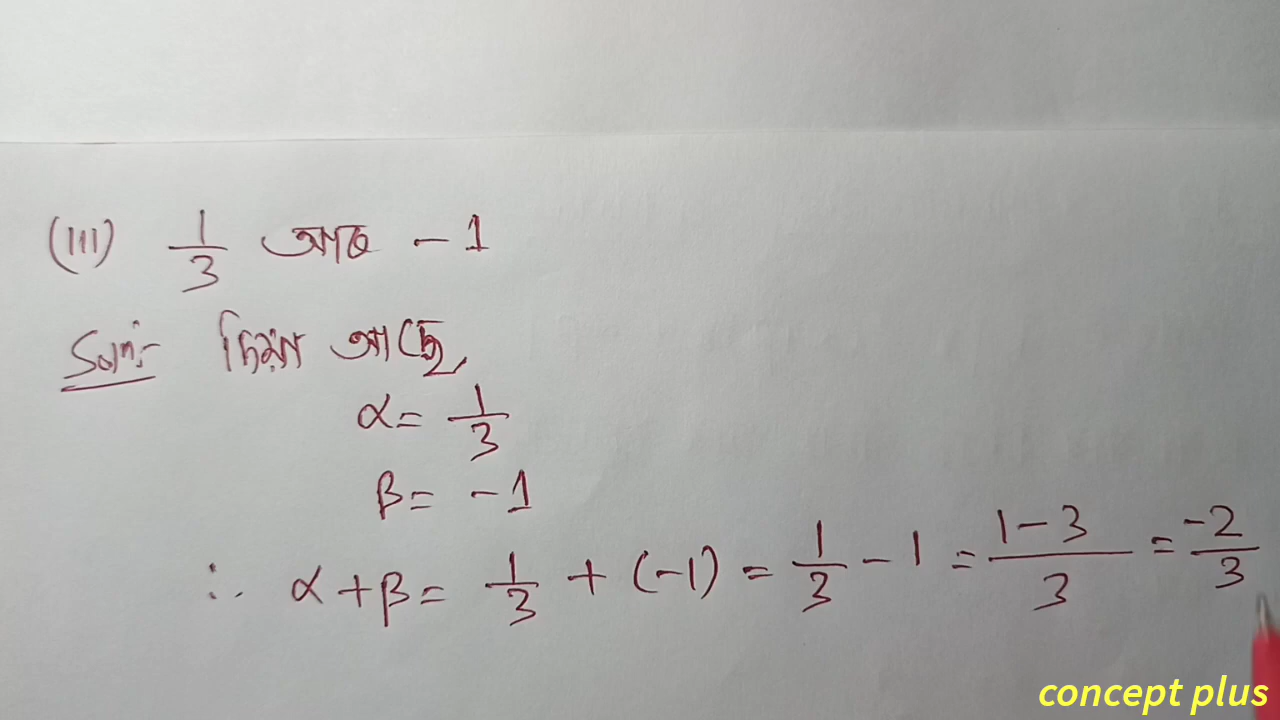 (III) 1/3 আৰু -1
Solⁿ:- দিয়া আছে,
α = 1/3
β = -1
∴ α + β = 1/3 + (-1) = 1/3 - 1 = (1-3)/3 = -2/3
concept plus